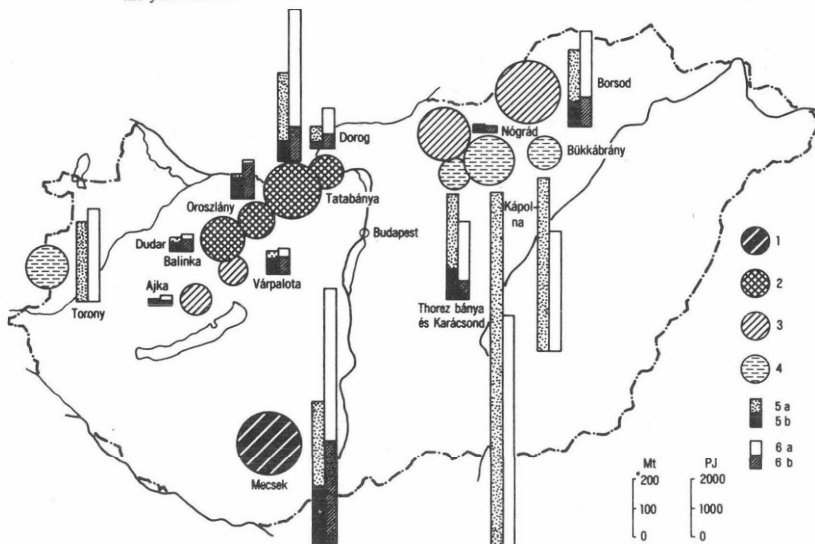 Dorog
Borsod
Nógrád
Bükkábrány
Oroszlány
Tatabánya
Kápol-
na
Budapest
Dudar
Balinka
Várpalota
Torony
Ajka
Thorez bánya
és Karácsond
Mecsek
1
2
3
4
5 a
5 b
6 a
6 b
Mt
PJ
200
2000
100
1000
0
0